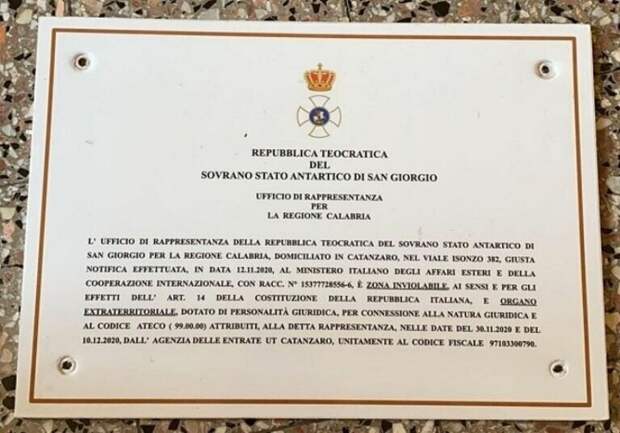 REPUBBLICA TEOCRATICA
DEL
SOVRANO STATO ANTARTICO DI SAN GIORGIO
UFFICIO DI RAPPRESENTANZA
PER
LA REGIONE CALABRIA
L' UFFICIO DI RAPPRESENTANZA DELLA REPUBBLICA TEOCRATICA DEL SOVRANO STATO ANTARTICO DI
SAN GIORGIO PER LA REGIONE CALABRIA, DOMICILIATO IN CATANZARO, NEL VIALE ISONZO 382, GIUSTA
NOTIFICA EFFETTUATA, IN DATA 12.11.2020, AL MINISTERO ITALIANO DEGLI AFFARI ESTERI E DELLA
COOPERAZIONE INTERNAZIONALE, CON RACC. N° 15377728556-6, È ZONA INVIOLABILE, AI SENSI E PER GLI
EFFETTI DELL' ART. 14 DELLA COSTITUZIONE DELLA REPUBBLICA ITALIANA, E ORGANO
EXTRATERRITORIALE, DOTATO DI PERSONALITÀ GIURIDICA, PER CONNESSIONE ALLA NATURA GIURIDICA E
AL CODICE ATECO ( 99.00.00) ATTRIBUITI, ALLA DETTA RAPPRESENTANZA, NELLE DATE DEL 30.11.2020 E DEL
10.12.2020, DALL' AGENZIA DELLE ENTRATE UT CATANZARO, UNITAMENTE AL CODICE FISCALE 97103300790.